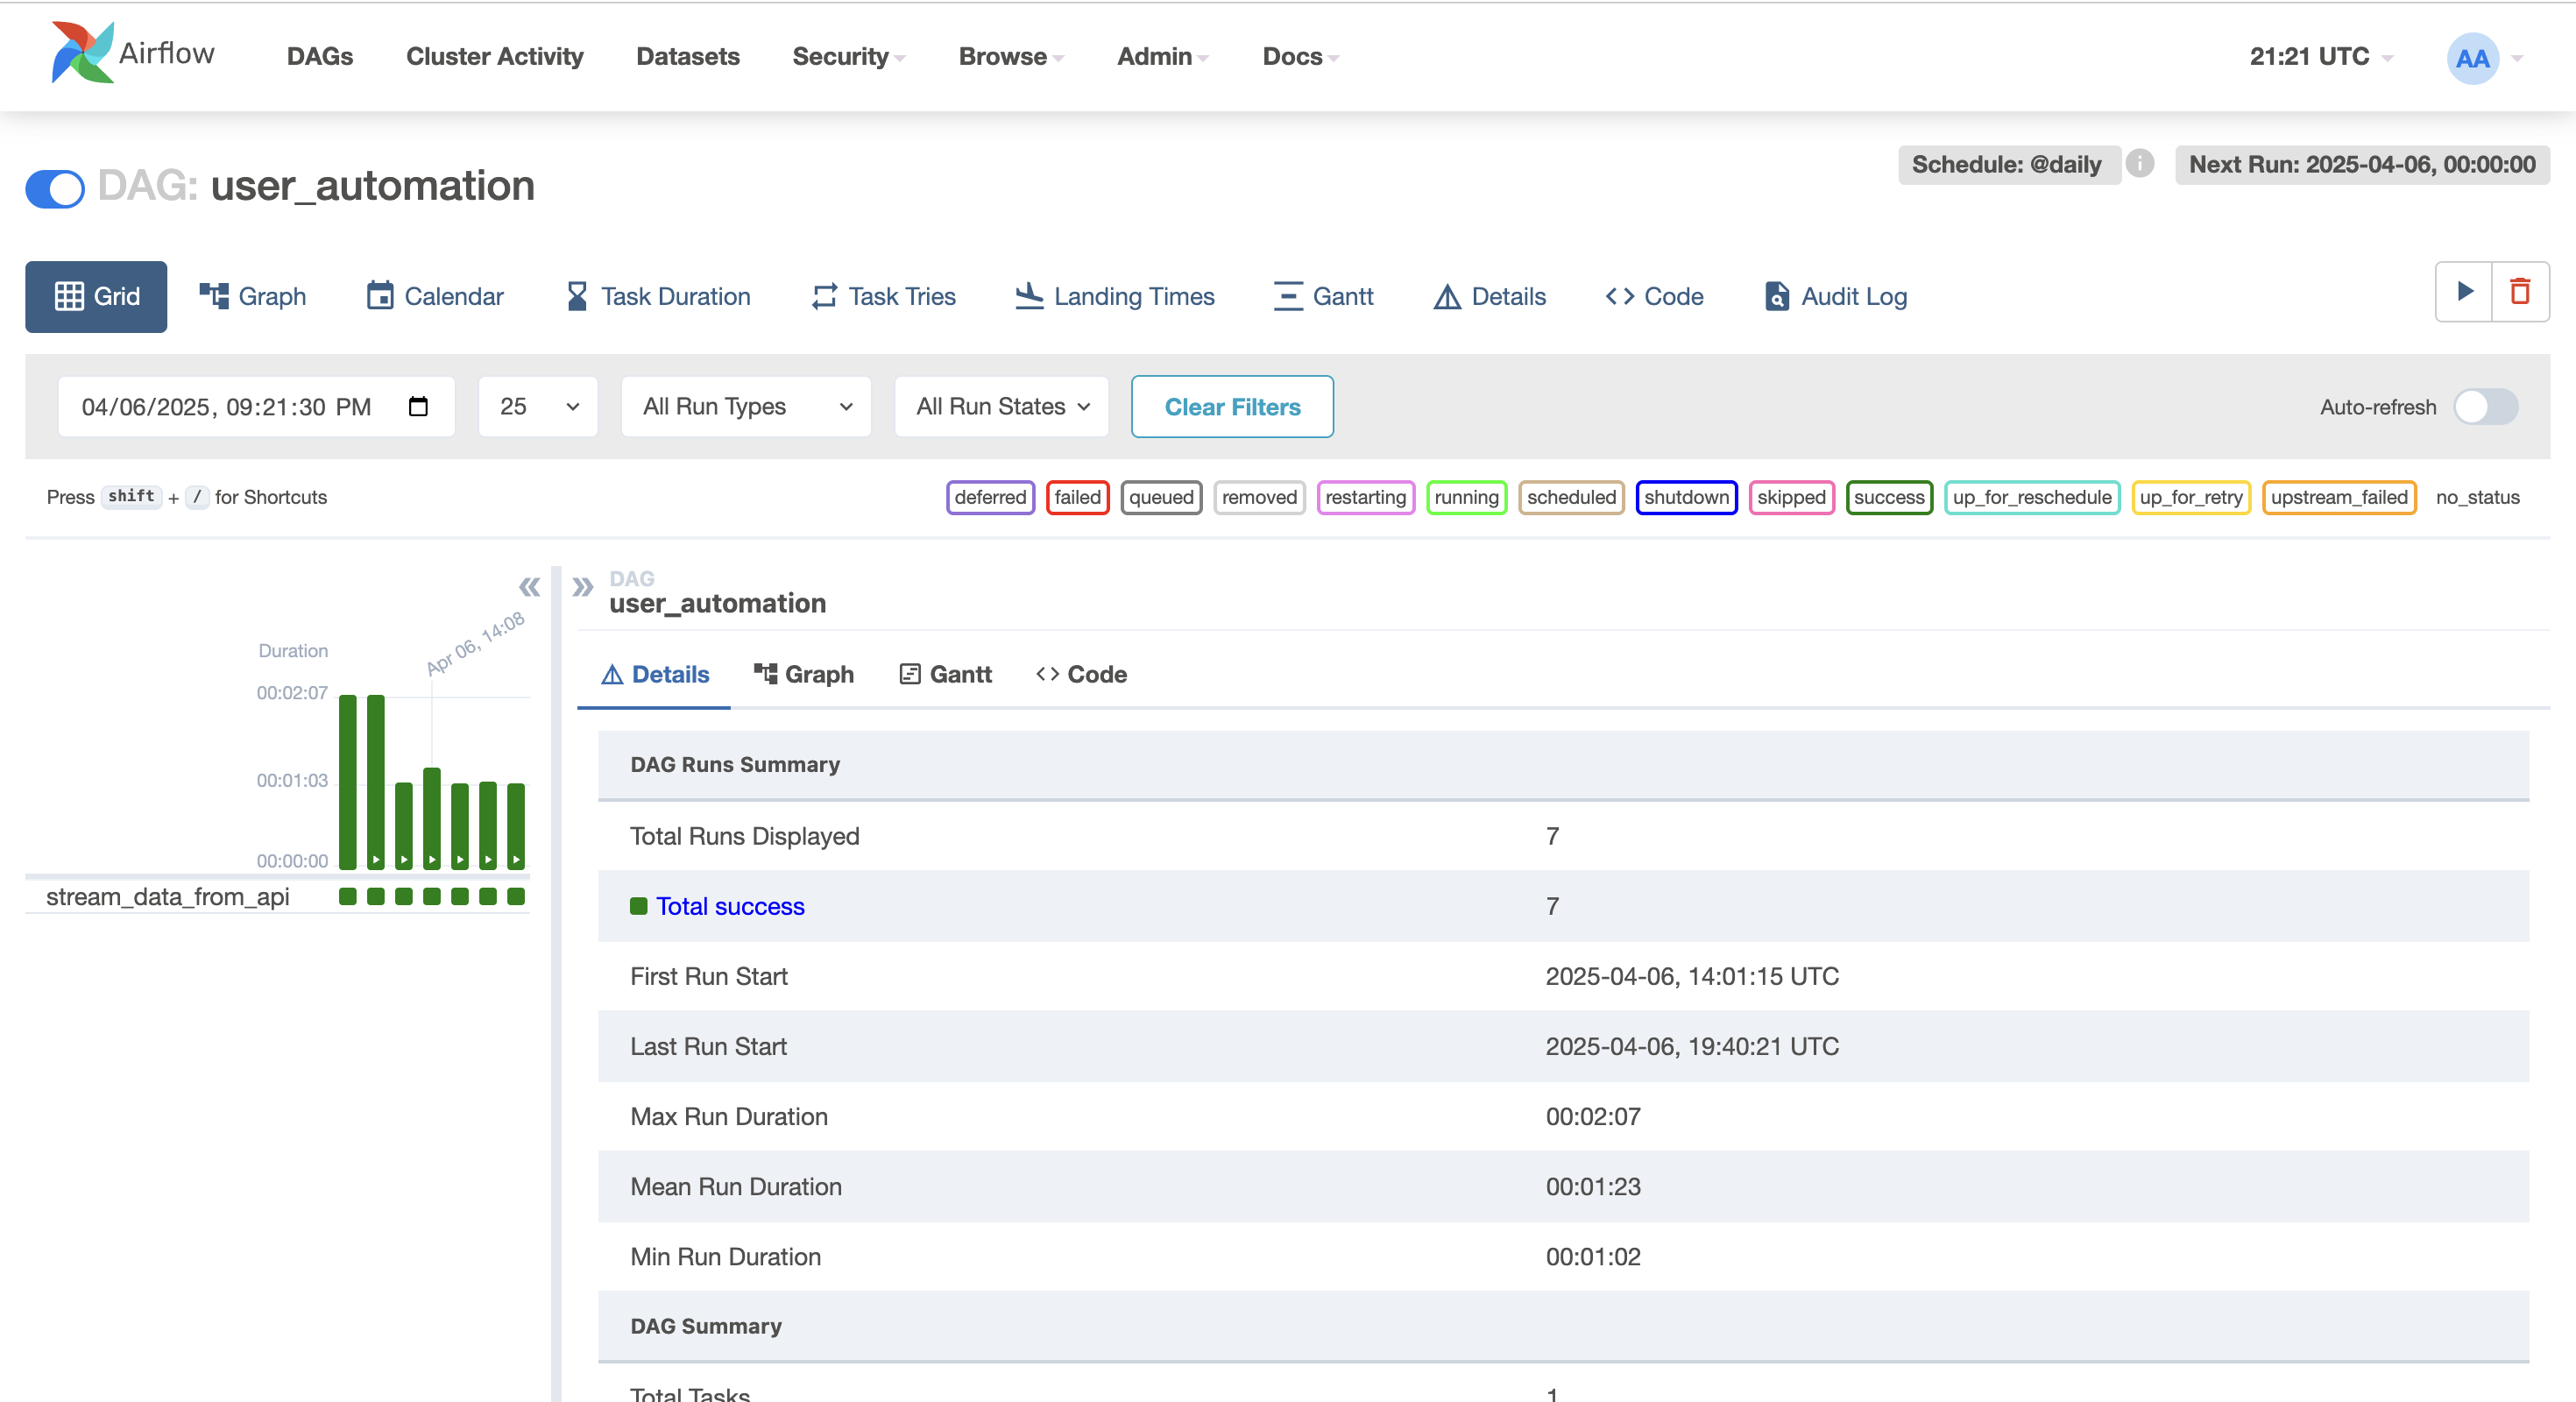 Airflow DAGs Cluster Activity Datasets Security Browse Admin Docs 21:21 UTC AA
DAG: user_automation Schedule: @daily i Next Run: 2025-04-06, 00:00:00
Grid Graph Calendar Task Duration Task Tries Landing Times Gantt Details Code Audit Log
04/06/2025, 09:21:30 PM 25 All Run Types All Run States Clear Filters Auto-refresh
Press shift + / for Shortcuts deferred failed queued removed restarting running scheduled shutdown skipped success up_for_reschedule up_for_retry upstream_failed no_status
Duration
Apr 06, 14:08
00:02:07
00:01:03
00:00:00
stream_data_from_api
DAG
user_automation
Details Graph Gantt Code
DAG Runs Summary
Total Runs Displayed 7
Total success 7
First Run Start 2025-04-06, 14:01:15 UTC
Last Run Start 2025-04-06, 19:40:21 UTC
Max Run Duration 00:02:07
Mean Run Duration 00:01:23
Min Run Duration 00:01:02
DAG Summary
Total Tasks 1